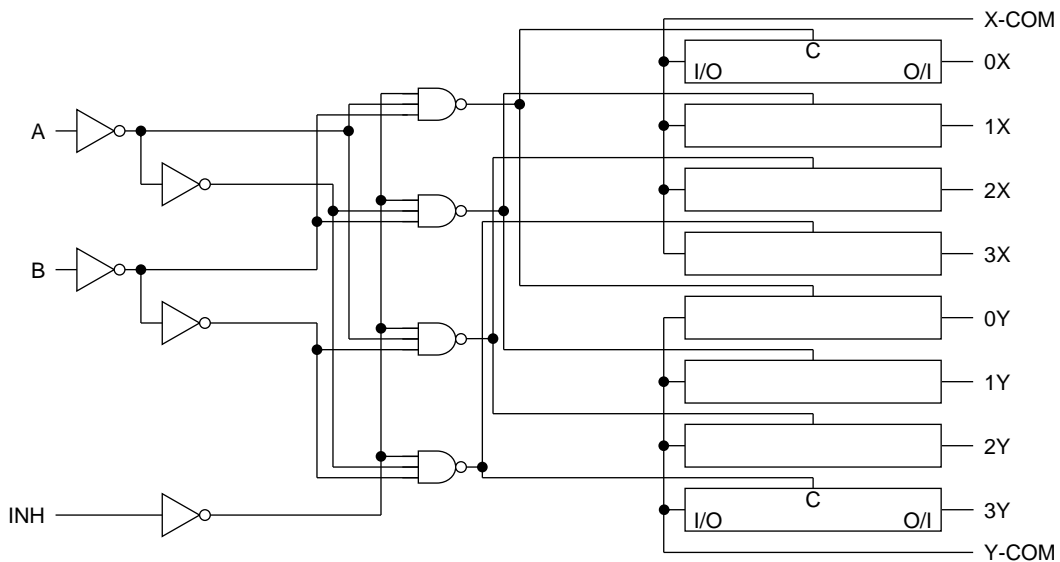 X-COM
C
I/O
O/I
0X
A
1X
2X
B
3X
0Y
1Y
2Y
INH
C
I/O
O/I
3Y
Y-COM